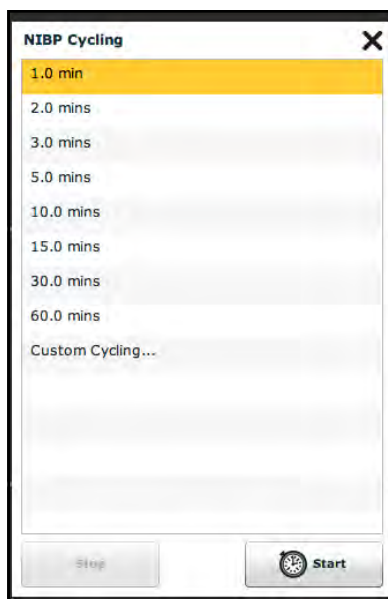 NIBP Cycling
1.0 min
2.0 mins
3.0 mins
5.0 mins
10.0 mins
15.0 mins
30.0 mins
60.0 mins
Custom Cycling...
Stop
Start